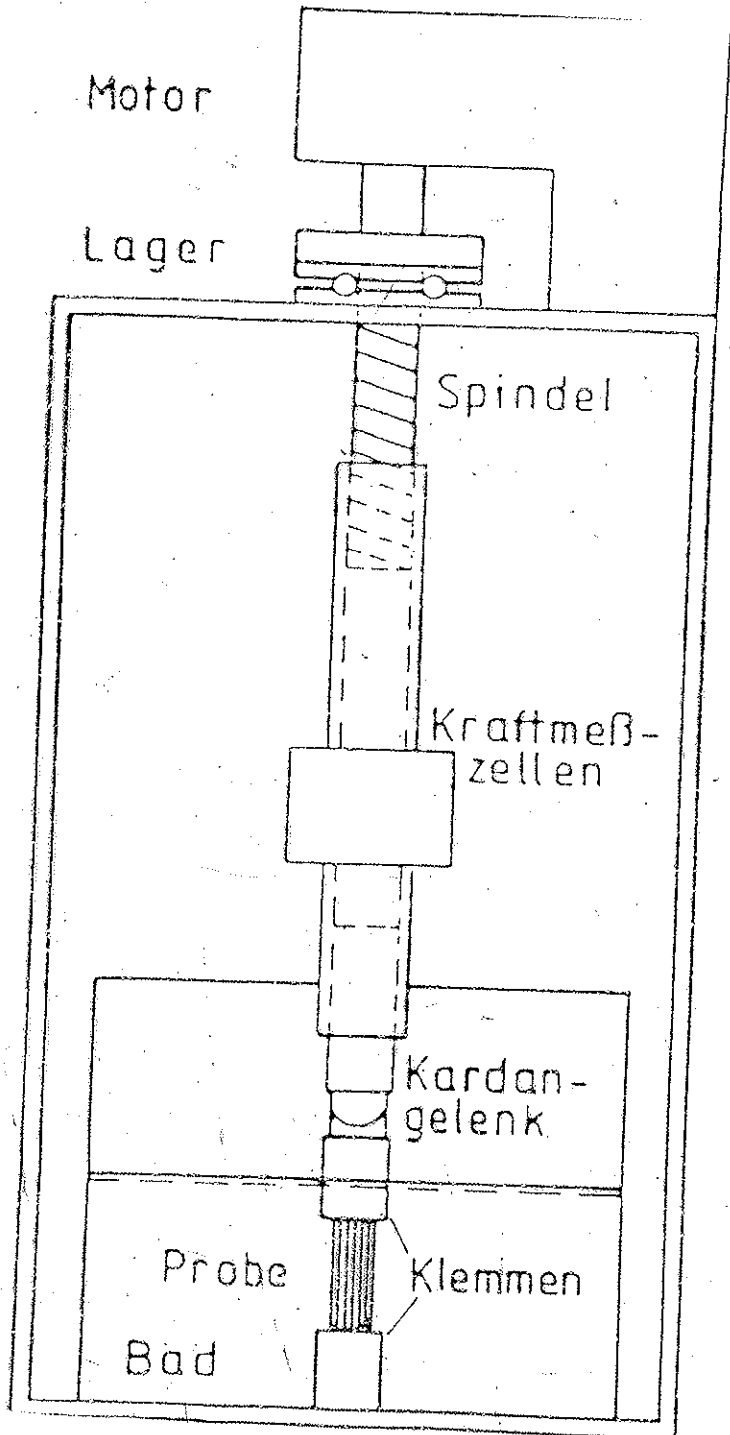 Motor
Lager
Spindel
Kraftmeß-
zellen
Kardan-
gelenk
Probe
Klemmen
Bad